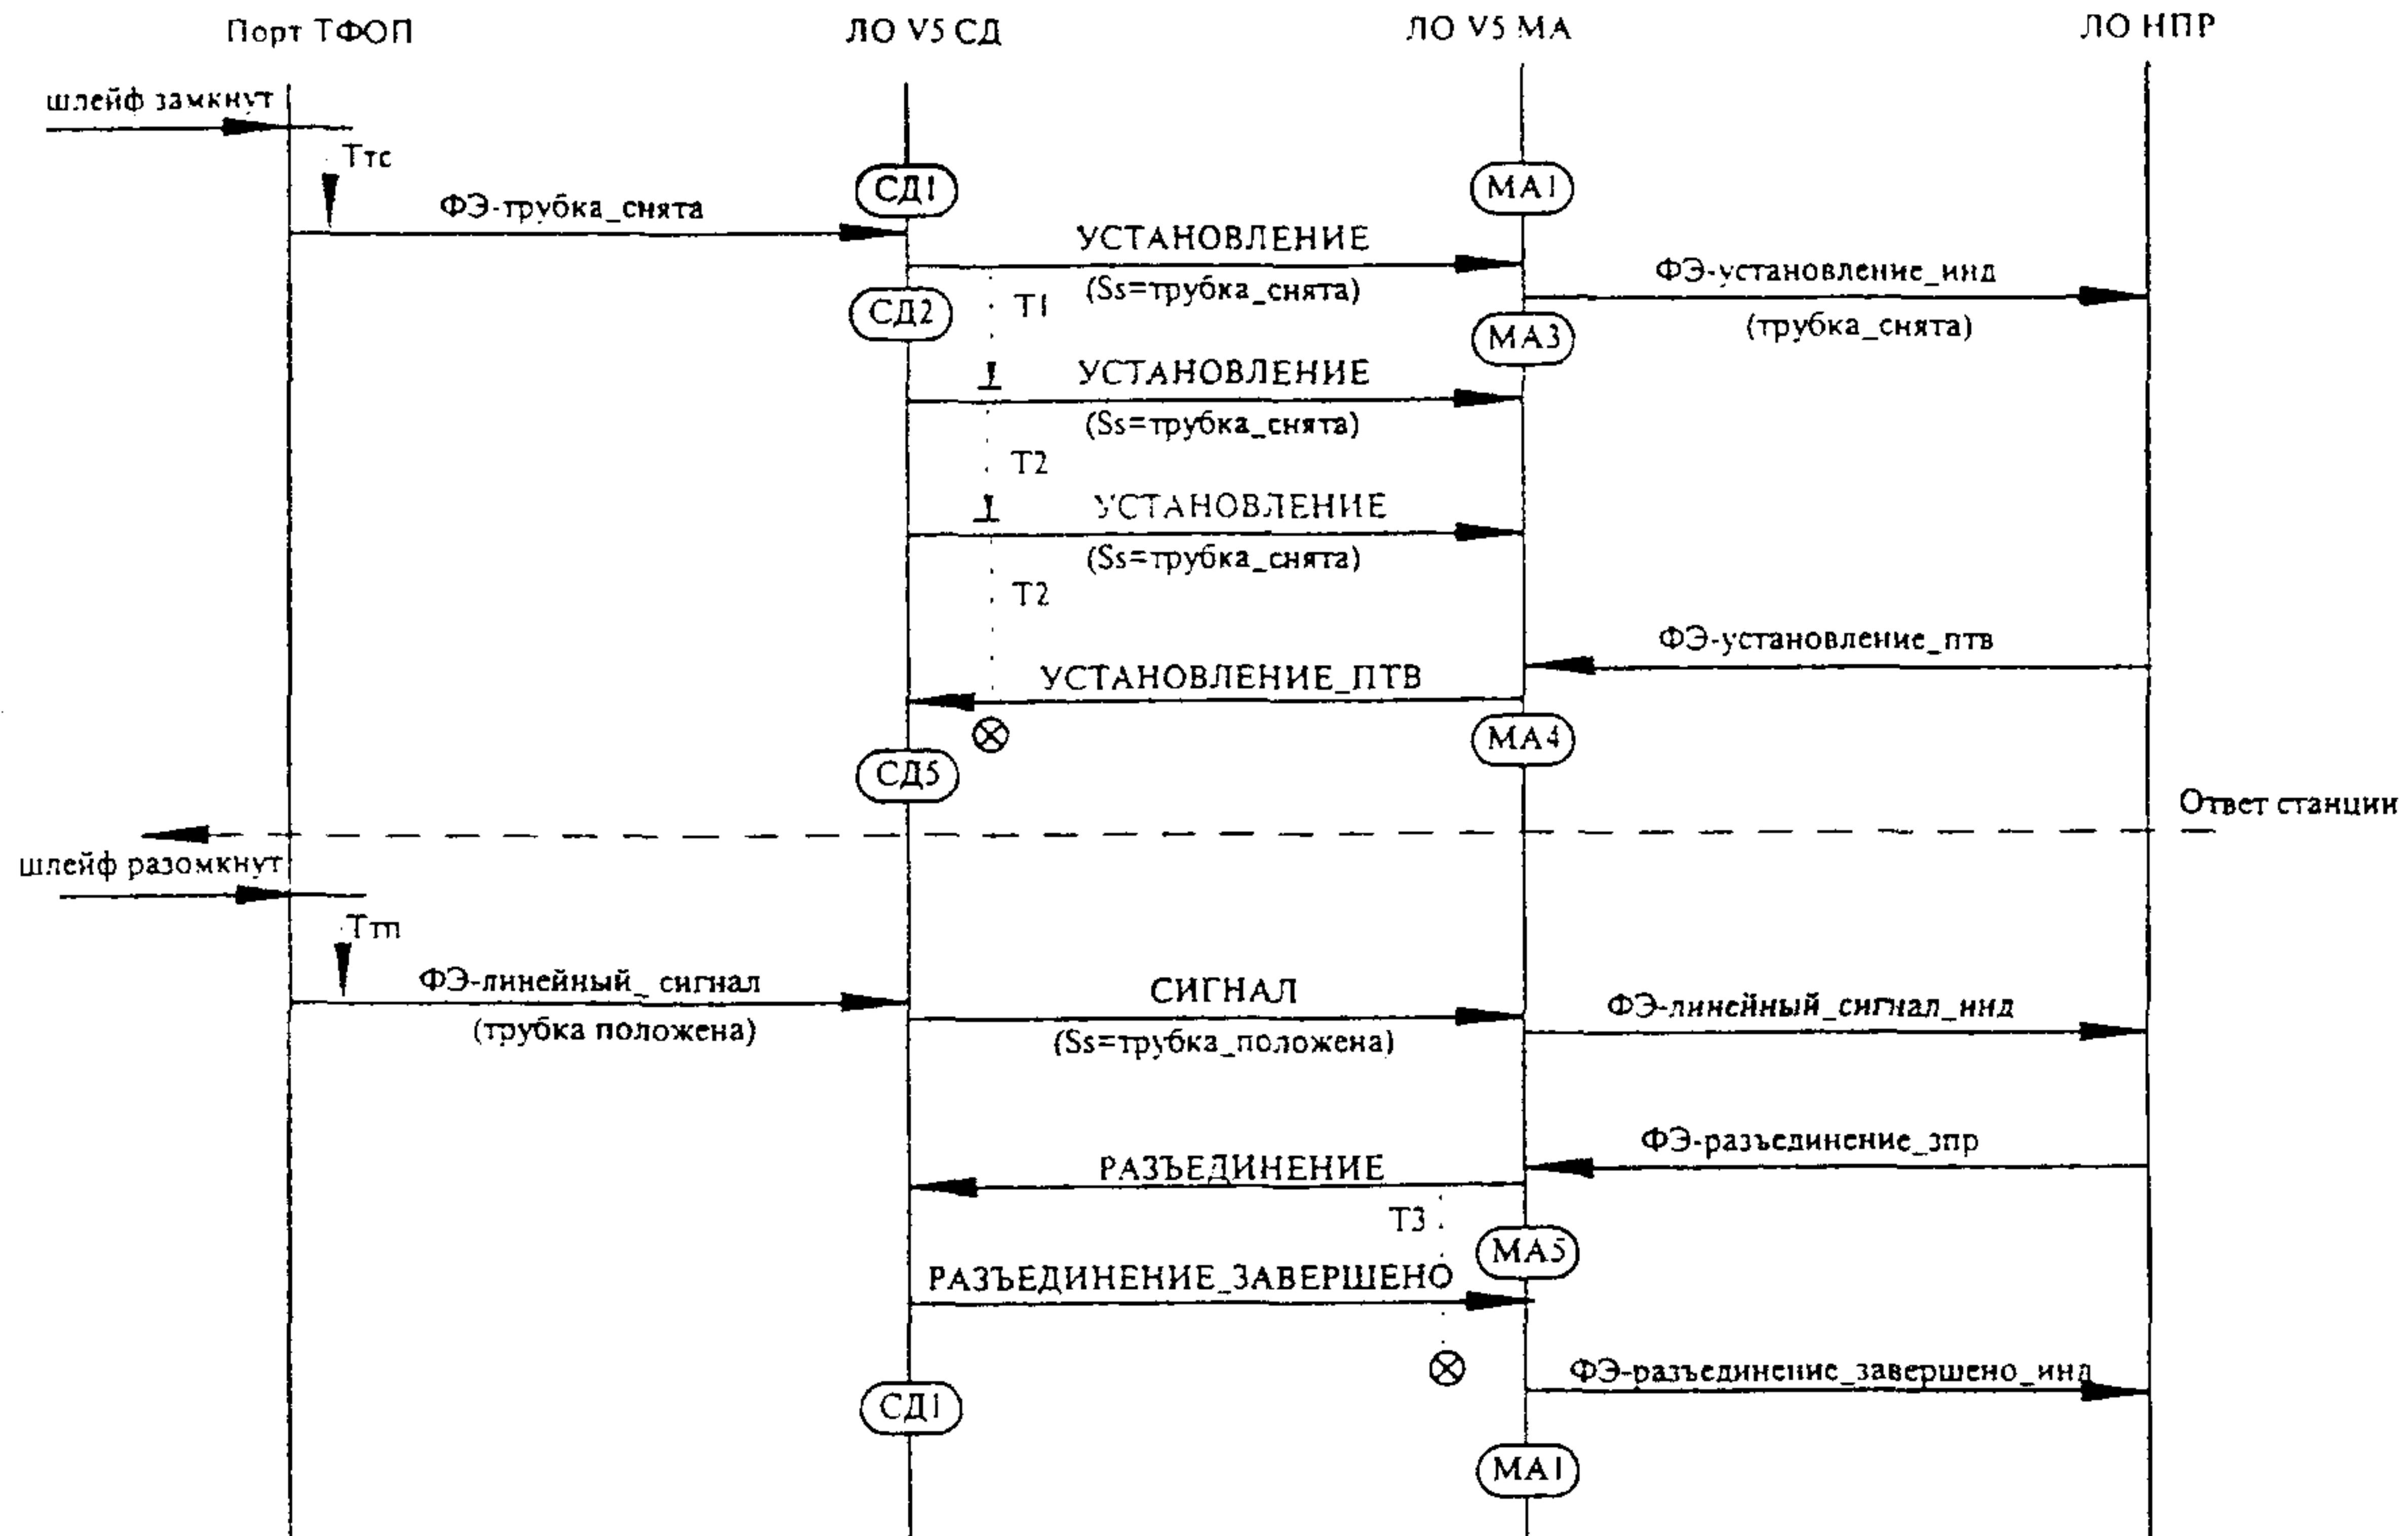 Порт ТФОП
ЛО V5 СД
ЛО V5 МА
ЛО НПР
шлейф замкнут
Tтс
СД1
МА1
ФЭ-трубка_снята
УСТАНОВЛЕНИЕ
(Ss=трубка_снята)
ФЭ-установление_инд
(трубка_снята)
СД2
T1
МА3
УСТАНОВЛЕНИЕ
(Ss=трубка_снята)
T2
УСТАНОВЛЕНИЕ
(Ss=трубка_снята)
T2
ФЭ-установление_птв
УСТАНОВЛЕНИЕ_ПТВ
МА4
СД5
Ответ станции
шлейф разомкнут
Tтп
ФЭ-линейный_ сигнал
(трубка положена)
СИГНАЛ
(Ss=трубка_положена)
ФЭ-линейный_сигнал_инд
ФЭ-разъединение_зпр
РАЗЪЕДИНЕНИЕ
T3
МА5
РАЗЪЕДИНЕНИЕ_ЗАВЕРШЕНО
ФЭ-разъединение_завершено_инд
СД1
МА1